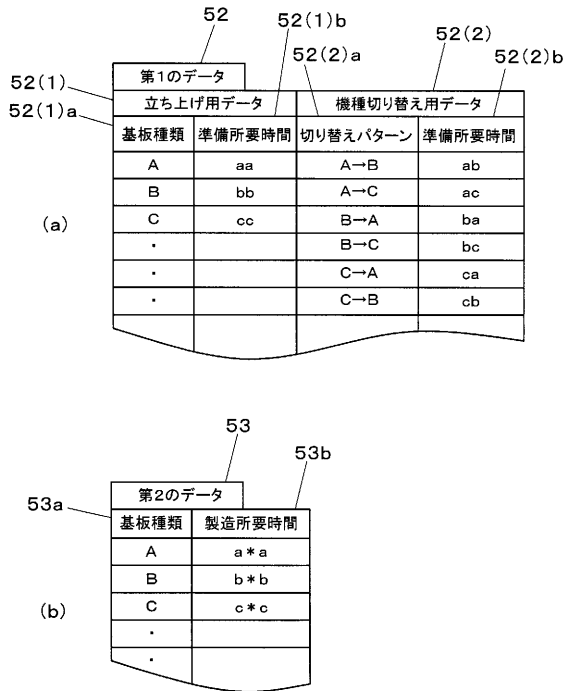 52
52(1)b
52(2)a
52(2)
52(2)b
52(1)
52(1)a
第1のデータ
立ち上げ用データ 機種切り替え用データ
基板種類 準備所要時間 切り替えパターン 準備所要時間
A aa A→B ab
B bb A→C ac
C cc B→A ba
・ B→C bc
・ C→A ca
・ C→B cb
(a)
53
53b
53a
第2のデータ
基板種類 製造所要時間
A a*a
B b*b
C c*c
・
・
(b)